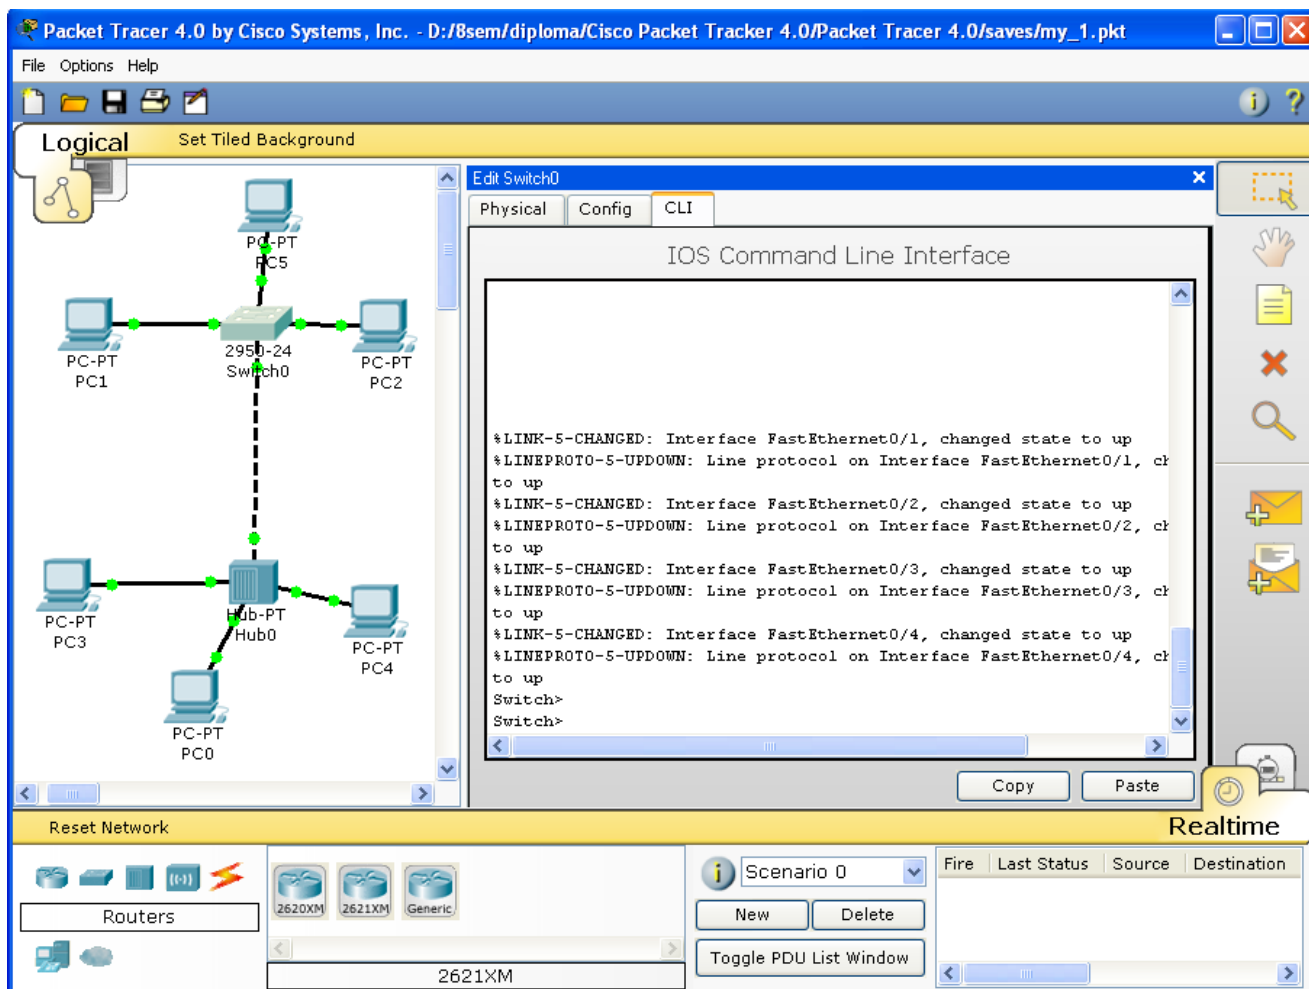 Packet Tracer 4.0 by Cisco Systems, Inc. - D:/8sem/diploma/Cisco Packet Tracker 4.0/Packet Tracer 4.0/saves/my_1.pkt
File Options Help
Logical Set Tiled Background
PC-PT
PC5
PC-PT
PC1
2950-24
Switch0
PC-PT
PC2
PC-PT
PC3
Hub-PT
Hub0
PC-PT
PC4
PC-PT
PC0
Edit Switch0
Physical Config CLI
IOS Command Line Interface
%LINK-5-CHANGED: Interface FastEthernet0/1, changed state to up
%LINEPROTO-5-UPDOWN: Line protocol on Interface FastEthernet0/1, ch
to up
%LINK-5-CHANGED: Interface FastEthernet0/2, changed state to up
%LINEPROTO-5-UPDOWN: Line protocol on Interface FastEthernet0/2, ch
to up
%LINK-5-CHANGED: Interface FastEthernet0/3, changed state to up
%LINEPROTO-5-UPDOWN: Line protocol on Interface FastEthernet0/3, ch
to up
%LINK-5-CHANGED: Interface FastEthernet0/4, changed state to up
%LINEPROTO-5-UPDOWN: Line protocol on Interface FastEthernet0/4, ch
to up
Switch>
Switch>
Copy Paste
Reset Network
Realtime
Routers
2620XM 2621XM Generic
2621XM
Scenario 0
New Delete
Toggle PDU List Window
Fire Last Status Source Destination